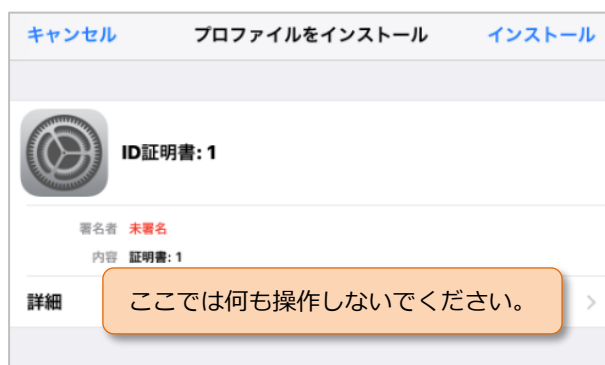 キャンセル プロファイルをインストール インストール
ID証明書: 1
署名者 未署名
内容 証明書: 1
詳細
ここでは何も操作しないでください。